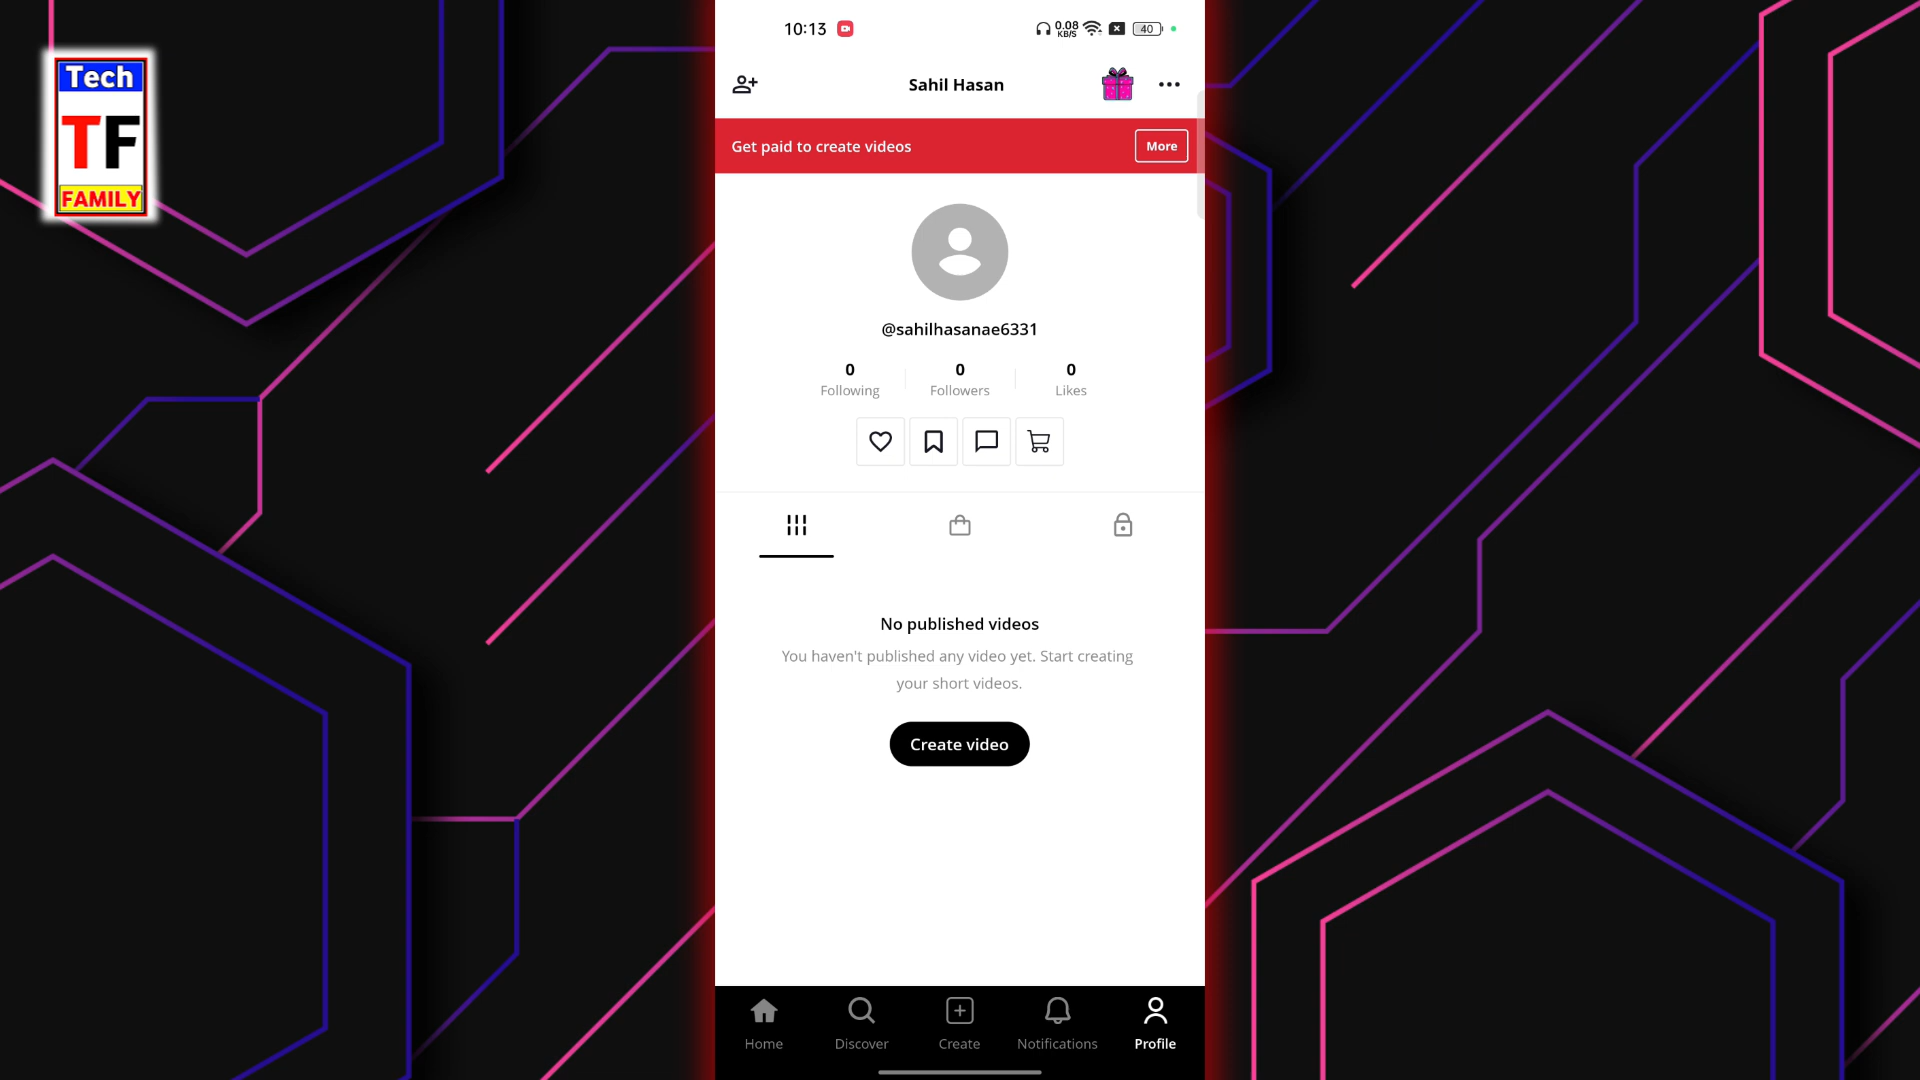 Tech
TF
FAMILY
10:13
0.08
KB/S
40
Sahil Hasan
Get paid to create videos
More
@sahilhasanae6331
0
0
0
Following
Followers
Likes
No published videos
You haven't published any video yet. Start creating
your short videos.
Create video
Home
Discover
Create
Notifications
Profile